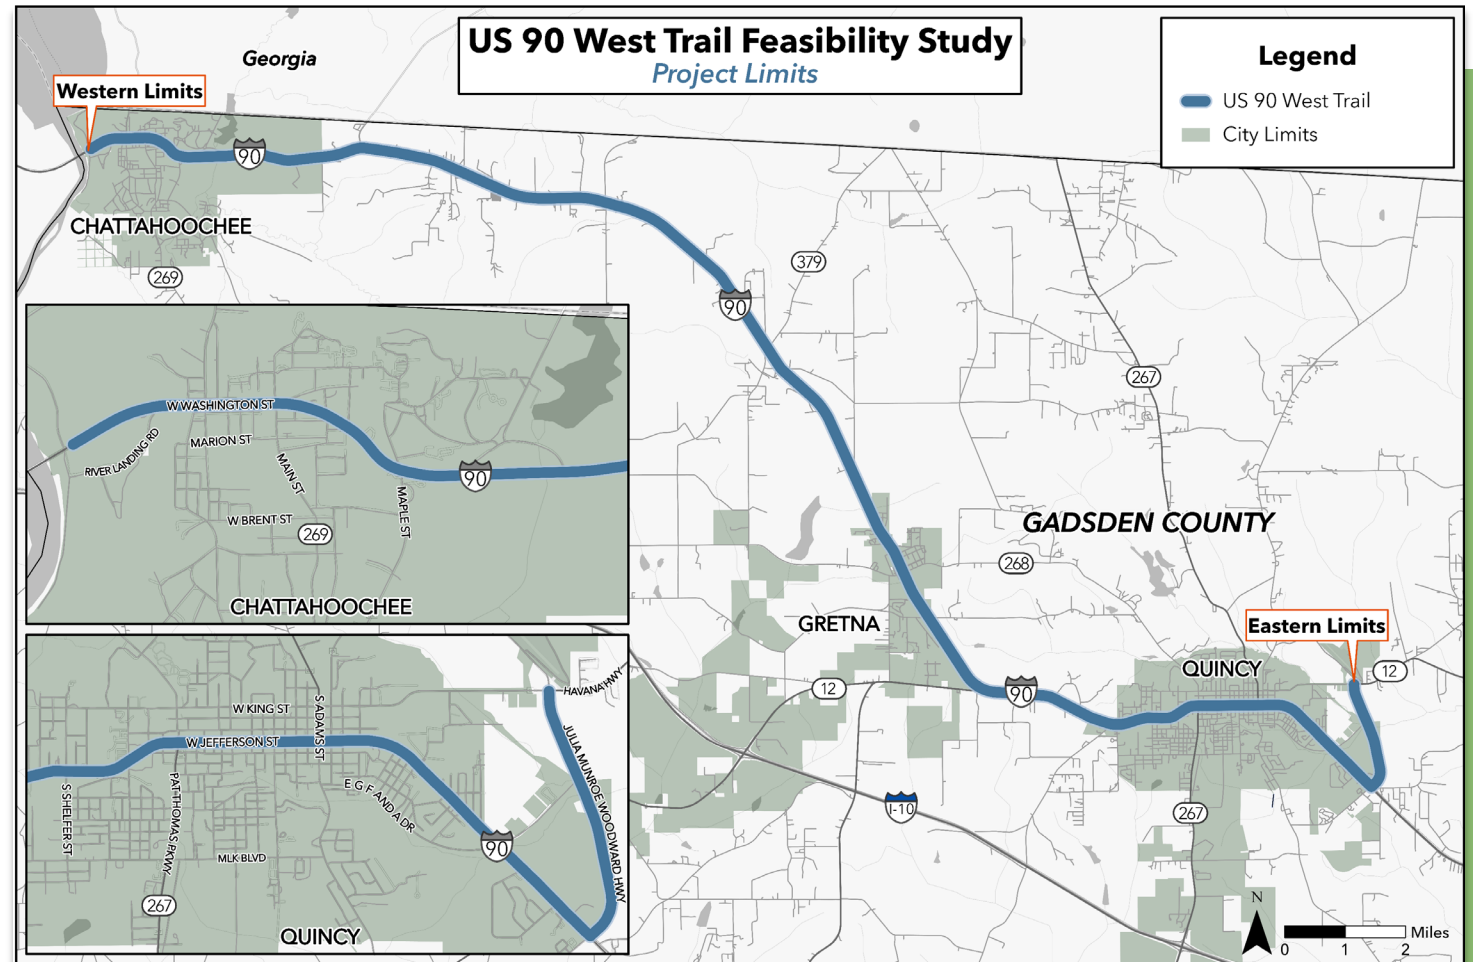 US 90 West Trail Feasibility Study
Project Limits
Legend
US 90 West Trail
City Limits
Georgia
Western Limits
90
CHATTAHOOCHEE
269
379
90
267
GADSDEN COUNTY
268
GRETNA
Eastern Limits
QUINCY
12
12
90
I-10
267
W WASHINGTON ST
RIVER LANDING RD
MARION ST
MAIN ST
90
W BRENT ST
269
MAPLE ST
CHATTAHOOCHEE
HAVANA HWY
W KING ST
S ADAMS ST
W JEFFERSON ST
JULIA MUNROE WOODWARD HWY
S SHELFER ST
PAT THOMAS PKWY
E G F AND A DR
90
MLK BLVD
267
QUINCY
N
Miles
0 1 2